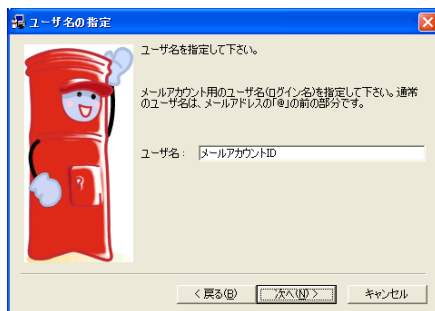 ユーザ名の指定
ユーザ名を指定して下さい。
メールアカウント用のユーザ名(ログイン名)を指定して下さい。通常
のユーザ名は、メールアドレスの「@」の前の部分です。
ユーザ名： メールアカウントID
< 戻る(B) 次へ(N) > キャンセル